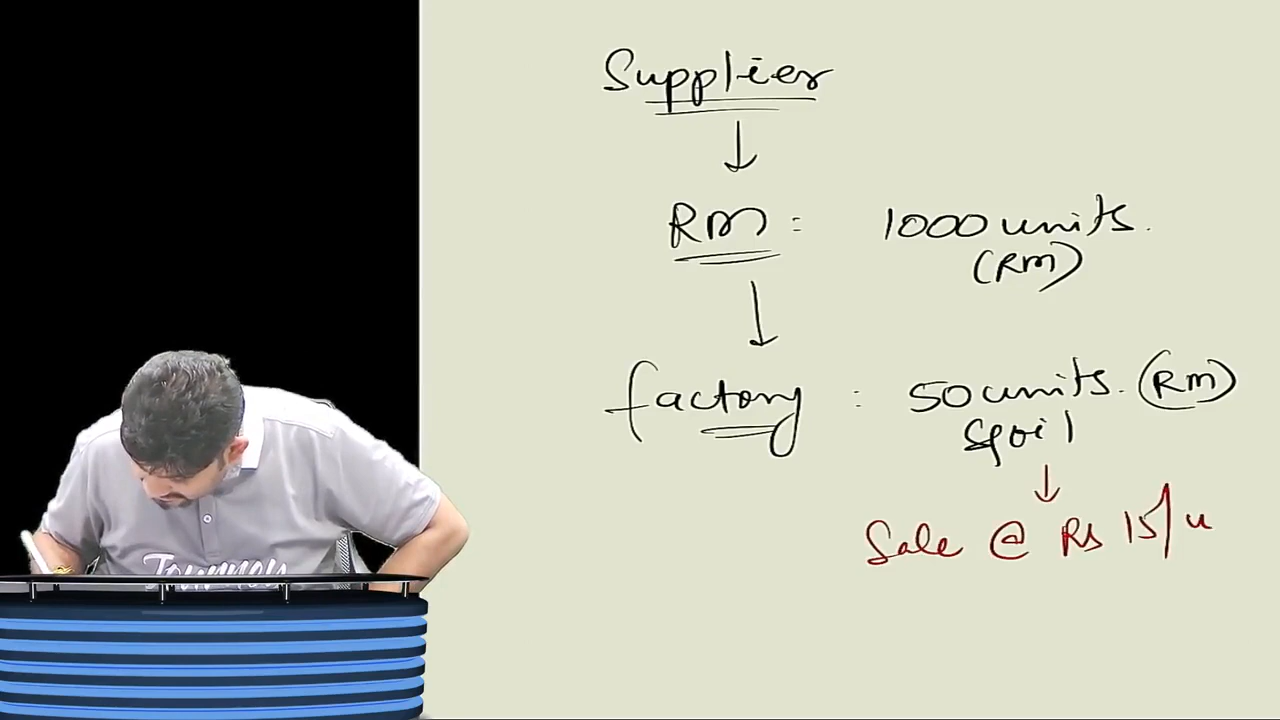 Supplier
↓
RM : 1000 units.
(RM)
↓
factory : 50 units. (RM)
Spoil
↓
Sale @ Rs 15/u